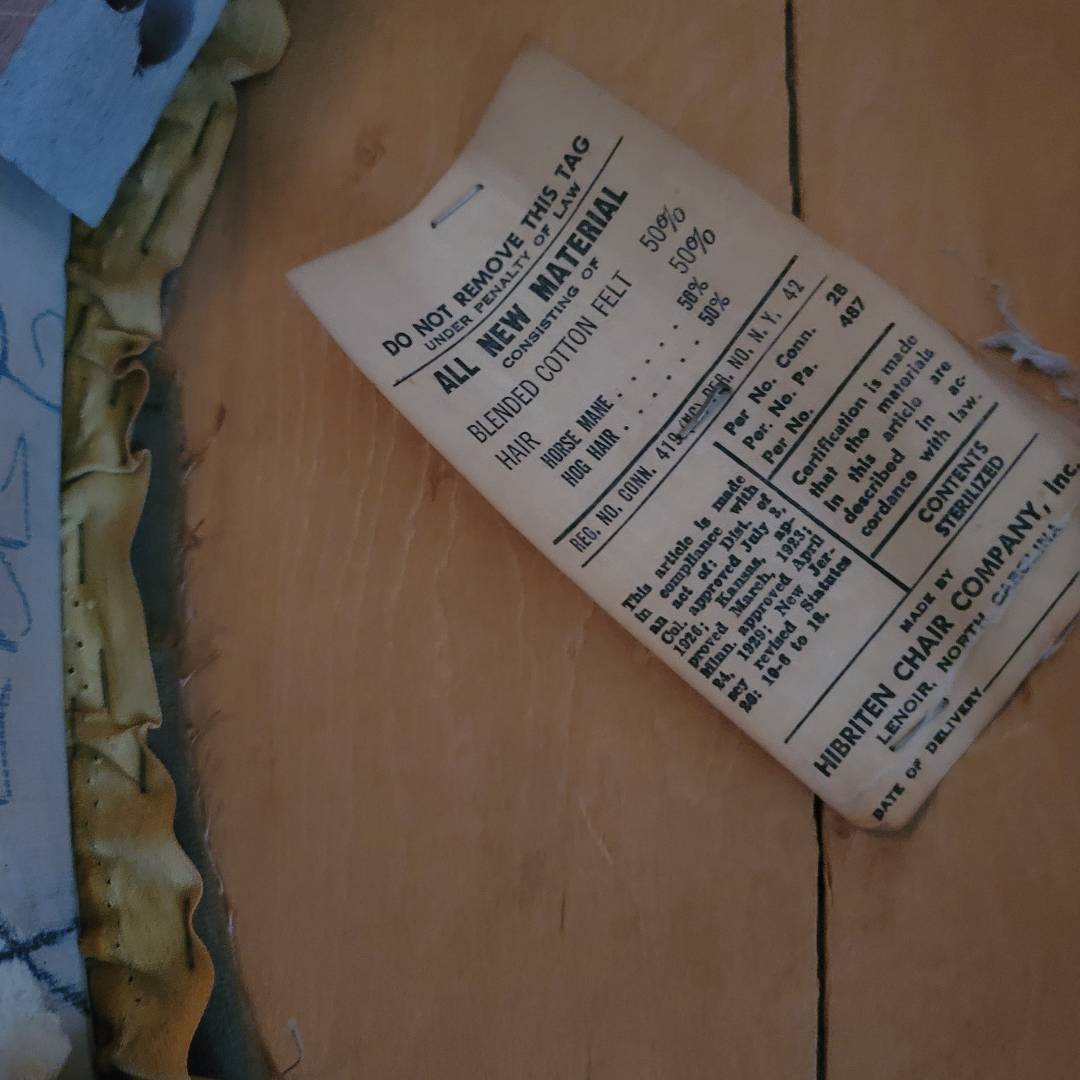 DO NOT REMOVE THIS TAG
UNDER PENALTY OF LAW
ALL NEW MATERIAL
CONSISTING OF
BLENDED COTTON FELT 50%
HAIR 50%
HORSE MANE . . . . . 50%
HOG HAIR . . . . . 50%
REG. NO. CONN. 419 (NC) PER. NO. N. Y. 42
Per No. Conn. 28
Per. No. Pa. 487
Per No.
This article is made
in compliance with
an act of: Dist. of
Col. approved July 3,
1926; Kansas, ap-
proved March, 1923;
Minn. approved April
24, 1929; New Jer-
sey revised Statutes
26: 10-6 to 18.
Certification is made
that the materials
in this article are
described in ac-
cordance with law.
CONTENTS
STERILIZED
MADE BY
HIBRITEN CHAIR COMPANY, Inc.
LENOIR, NORTH CAROLINA
DATE OF DELIVERY